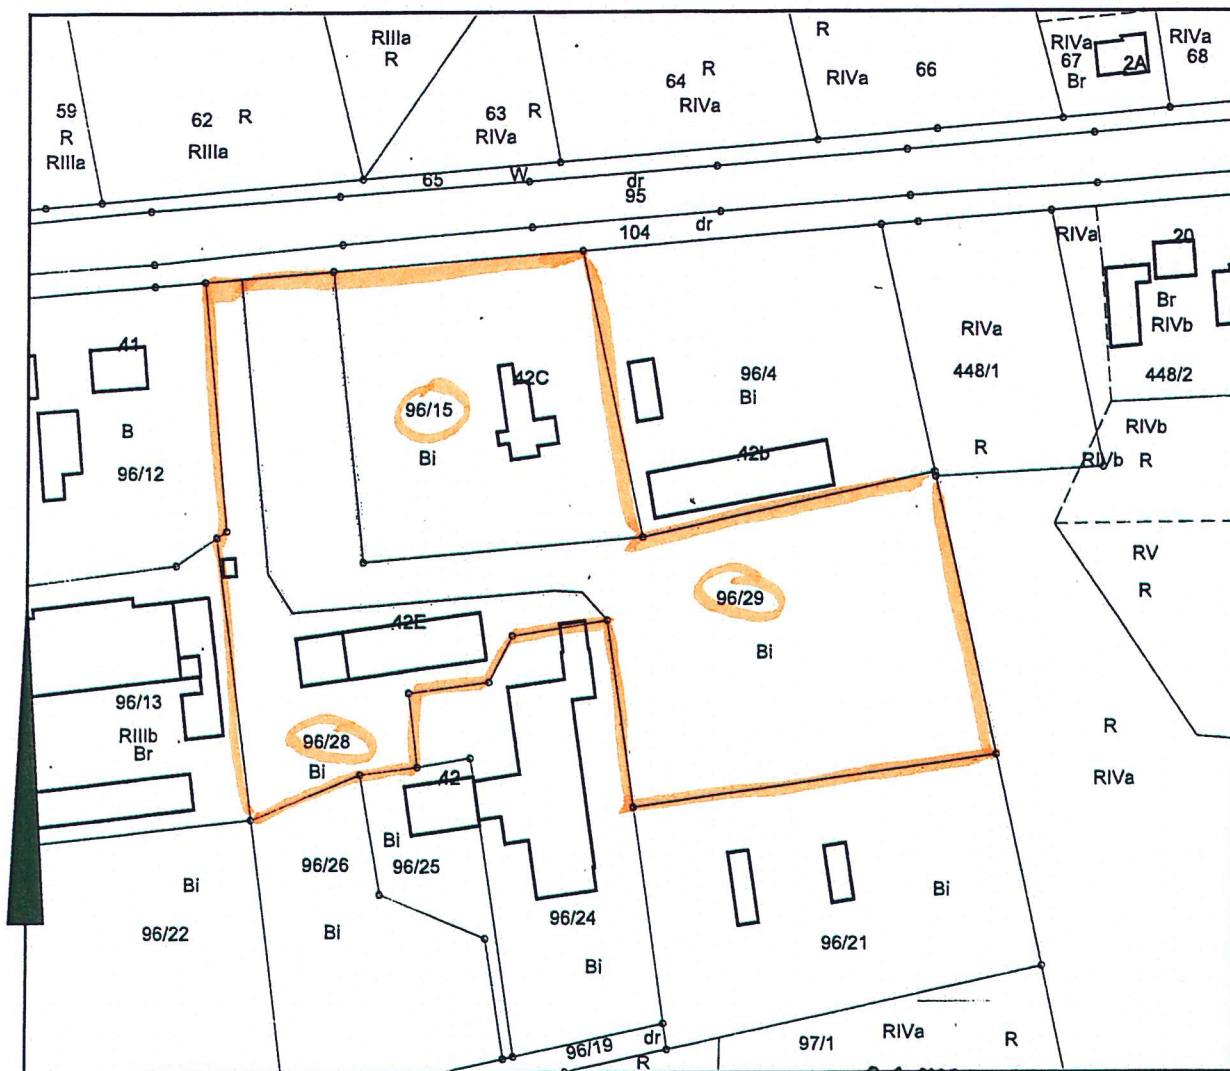 RIIIa
R
R
RIVa
67
Br
2A
RIVa
68
64
R
RIVa
RIVa
66
59
R
RIIIa
62
R
RIIIa
63
R
RIVa
65
W
dr
95
104
dr
RIVa
20
Br
RIVb
448/2
41
B
96/12
96/15
Bi
42C
96/4
Bi
42b
RIVa
448/1
R
RIVb
RIVb
R
RV
R
96/29
Bi
42E
96/13
RIIIb
Br
96/28
Bi
42
R
RIVa
Bi
96/22
96/26
Bi
Bi
96/25
96/24
Bi
Bi
96/21
96/19
dr
R
97/1
RIVa
R